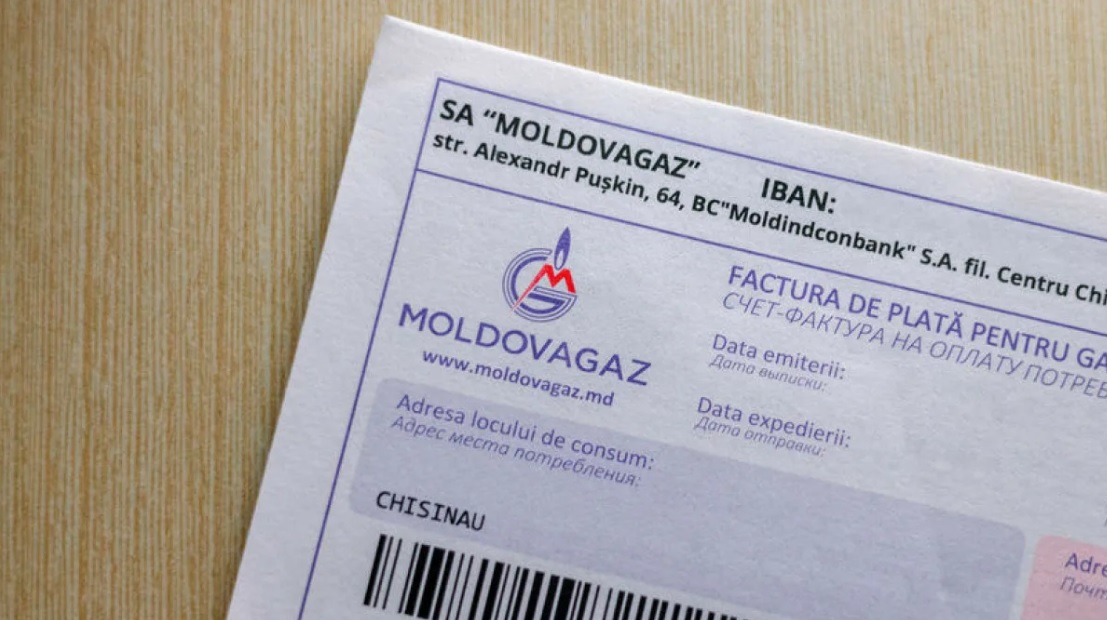 SA “MOLDOVAGAZ” IBAN:
str. Alexandr Pușkin, 64, BC"Moldindconbank" S.A. fil. Centru
MOLDOVAGAZ
www.moldovagaz.md
FACTURA DE PLATĂ PENTRU
СЧЕТ-ФАКТУРА НА ОПЛАТУ
Data emiterii:
Дата выписки:
Data expedierii:
Дата отправки:
Adresa locului de consum:
Адрес места потребления:
CHISINAU